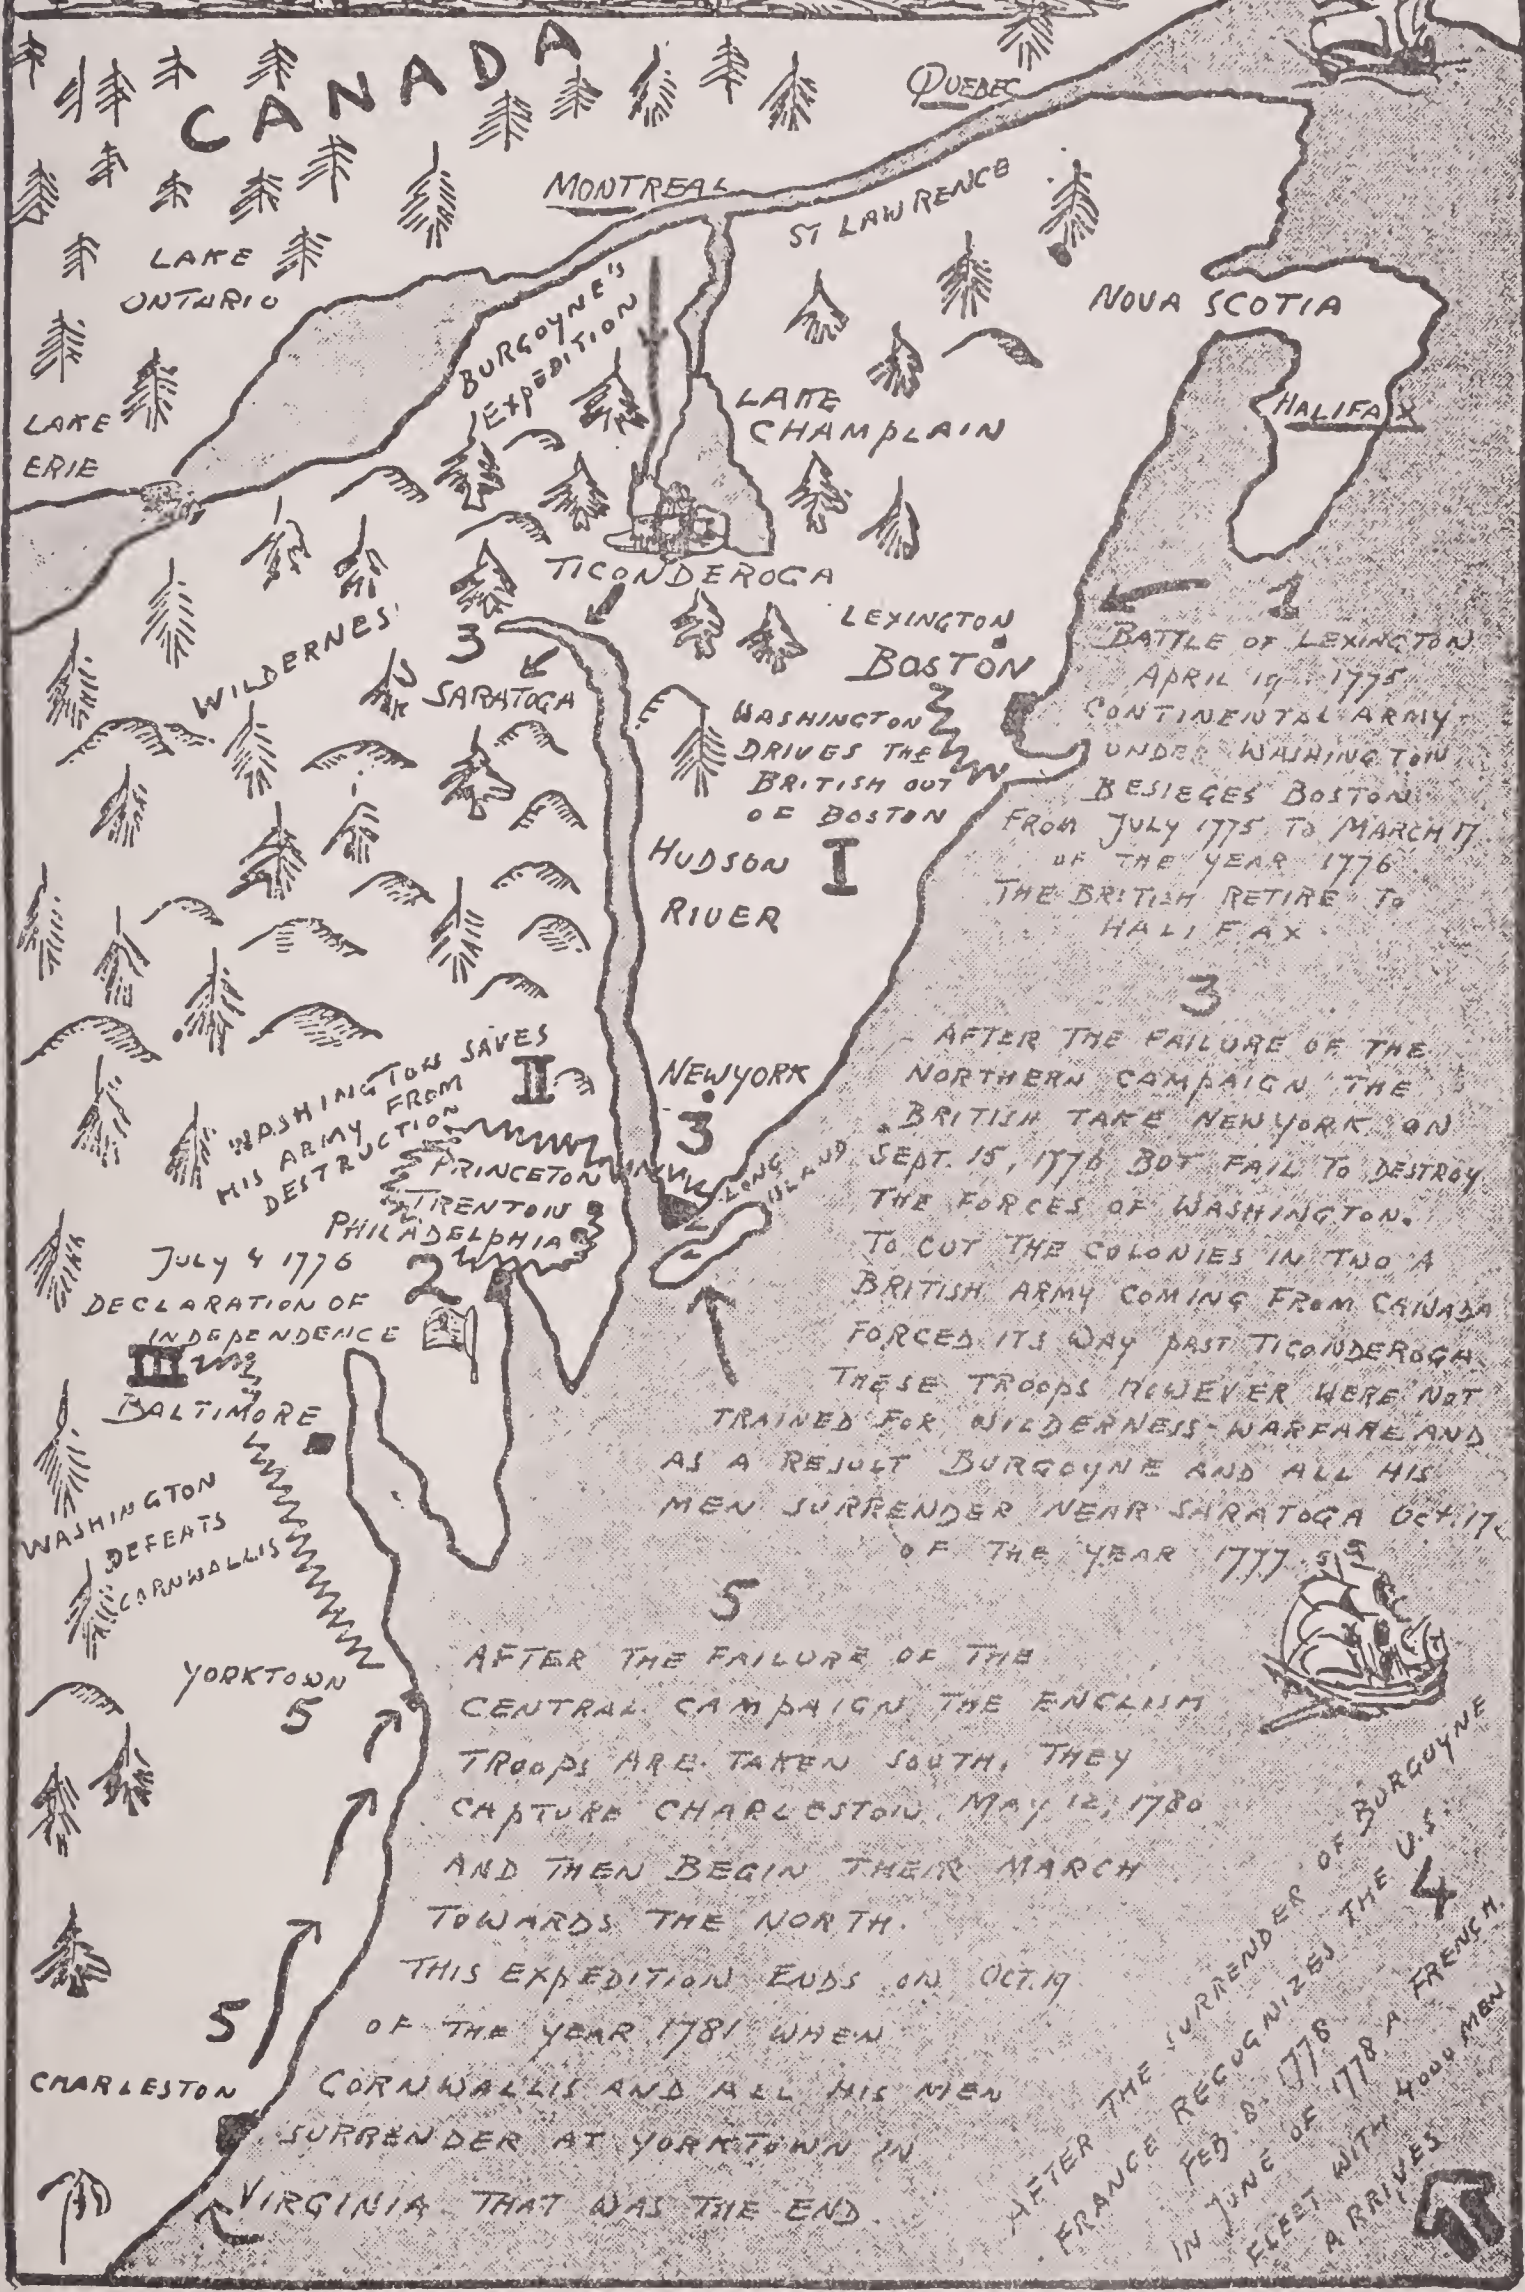 CANADA
QUEBEC
MONTREAL
ST LAWRENCE
LAKE
ONTARIO
BURGOYNE'S
EXPEDITION
NOVA SCOTIA
HALIFAX
LAKE
ERIE
LAKE
CHAMPLAIN
TICONDEROGA
WILDERNES
3
SARATOGA
LEXINGTON
BOSTON
WASHINGTON
DRIVES THE
BRITISH OUT
OF BOSTON
I
HUDSON
RIVER
1
BATTLE OF LEXINGTON
APRIL 19 1775
CONTINENTAL ARMY
UNDER WASHINGTON
BESIEGES BOSTON
FROM JULY 1775 TO MARCH 17
OF THE YEAR 1776
THE BRITISH RETIRE TO
HALIFAX.
WASHINGTON SAVES
HIS ARMY FROM
DESTRUCTION
II
NEWYORK
3
LONG
ISLAND
PRINCETON
TRENTON
PHILADELPHIA
2
JULY 4 1776
DECLARATION OF
INDEPENDENCE
3
AFTER THE FAILURE OF THE
NORTHERN CAMPAIGN THE
BRITISH TAKE NEWYORK ON
SEPT. 15, 1776 BUT FAIL TO DESTROY
THE FORCES OF WASHINGTON.
TO CUT THE COLONIES IN TWO A
BRITISH ARMY COMING FROM CANADA
FORCED ITS WAY PAST TICONDEROGA
THESE TROOPS HOWEVER WERE NOT
TRAINED FOR WILDERNESS-WARFARE AND
AS A RESULT BURGOYNE AND ALL HIS
MEN SURRENDER NEAR SARATOGA OCT. 17
OF THE YEAR 1777
III
BALTIMORE
WASHINGTON
DEFEATS
CORNWALLIS
YORKTOWN
5
5
AFTER THE FAILURE OF THE
CENTRAL CAMPAIGN THE ENGLISH
TROOPS ARE TAKEN SOUTH, THEY
CAPTURE CHARLESTON MAY 12, 1780
AND THEN BEGIN THEIR MARCH
TOWARDS THE NORTH.
THIS EXPEDITION ENDS ON OCT. 19
OF THE YEAR 1781 WHEN
CORNWALLIS AND ALL HIS MEN
SURRENDER AT YORKTOWN IN
VIRGINIA THAT WAS THE END.
5
CHARLESTON
4
AFTER THE SURRENDER OF BURGOYNE
FRANCE RECOGNIZES THE U.S.
FEB. 8. 1778
IN JUNE OF 1778 A FRENCH
FLEET WITH 4000 MEN
ARRIVES